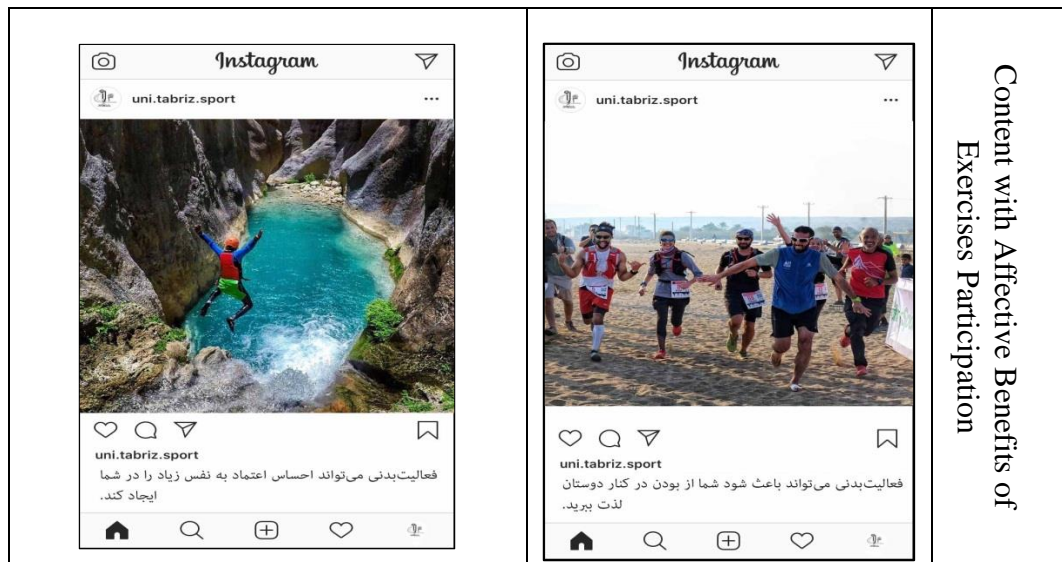 Instagram
uni.tabriz.sport
uni.tabriz.sport
فعالیت‌بدنی می‌تواند احساس اعتماد به نفس زیاد را در شما
ایجاد کند.
Instagram
uni.tabriz.sport
uni.tabriz.sport
فعالیت‌بدنی می‌تواند باعث شود شما از بودن در کنار دوستان
لذت ببرید.
Content with Affective Benefits of
Exercises Participation